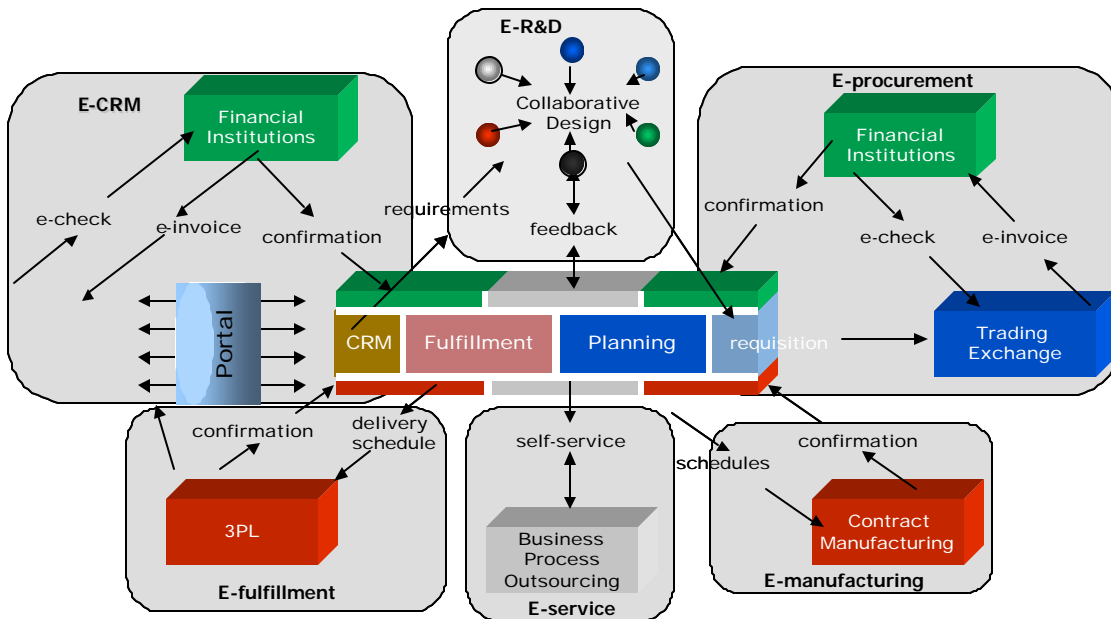 E-R&D
Collaborative
Design
requirements
feedback
E-CRM
Financial
Institutions
e-check
e-invoice
confirmation
Portal
E-procurement
Financial
Institutions
confirmation
e-check
e-invoice
Trading
Exchange
CRM
Fulfillment
Planning
requisition
confirmation
delivery
schedule
3PL
E-fulfillment
self-service
Business
Process
Outsourcing
E-service
schedules
confirmation
Contract
Manufacturing
E-manufacturing